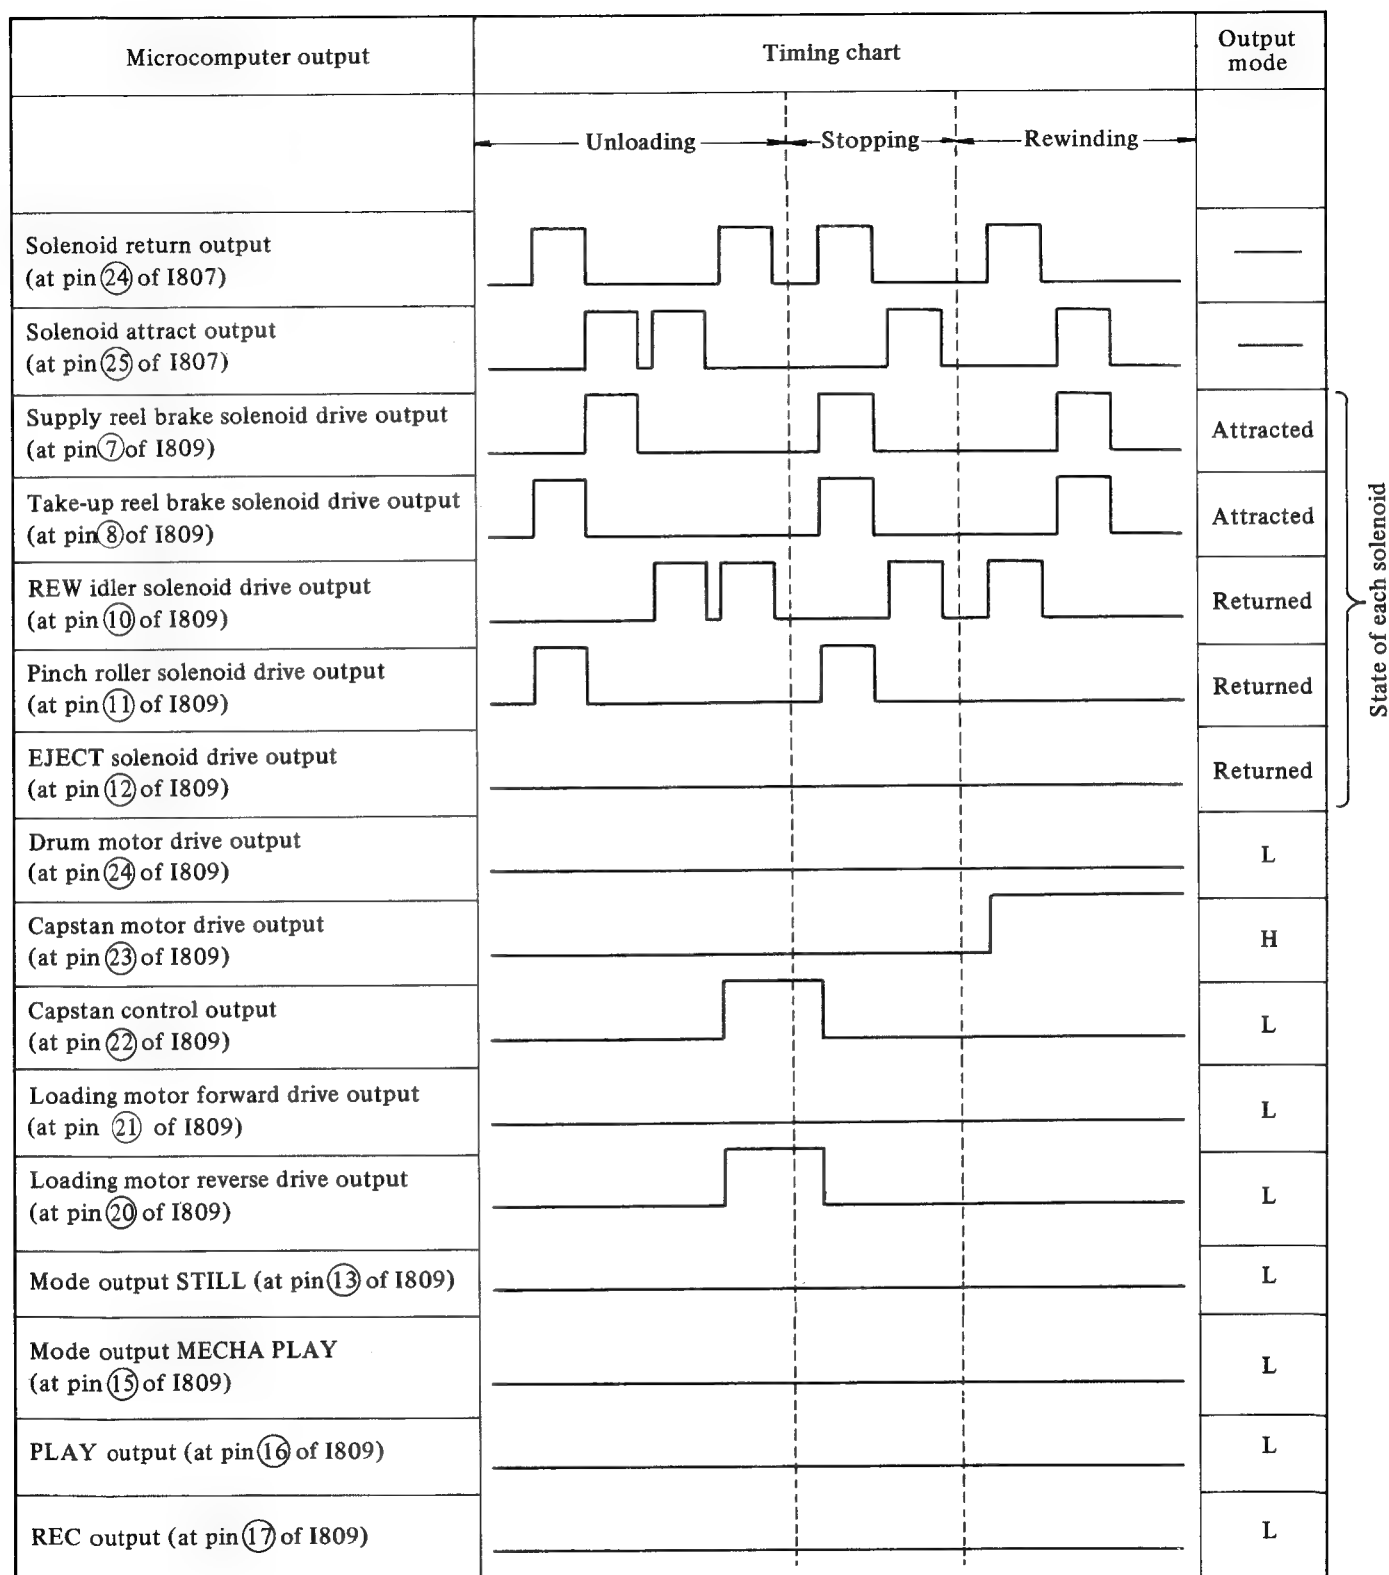 Microcomputer output
Timing chart
Output
mode
Unloading
Stopping
Rewinding
Solenoid return output
(at pin 24 of I807)
Solenoid attract output
(at pin 25 of I807)
Supply reel brake solenoid drive output
(at pin 7 of I809)
Attracted
Take-up reel brake solenoid drive output
(at pin 8 of I809)
Attracted
REW idler solenoid drive output
(at pin 10 of I809)
Returned
Pinch roller solenoid drive output
(at pin 11 of I809)
Returned
EJECT solenoid drive output
(at pin 12 of I809)
Returned
State of each solenoid
Drum motor drive output
(at pin 24 of I809)
L
Capstan motor drive output
(at pin 23 of I809)
H
Capstan control output
(at pin 22 of I809)
L
Loading motor forward drive output
(at pin 21 of I809)
L
Loading motor reverse drive output
(at pin 20 of I809)
L
Mode output STILL (at pin 13 of I809)
L
Mode output MECHA PLAY
(at pin 15 of I809)
L
PLAY output (at pin 16 of I809)
L
REC output (at pin 17 of I809)
L